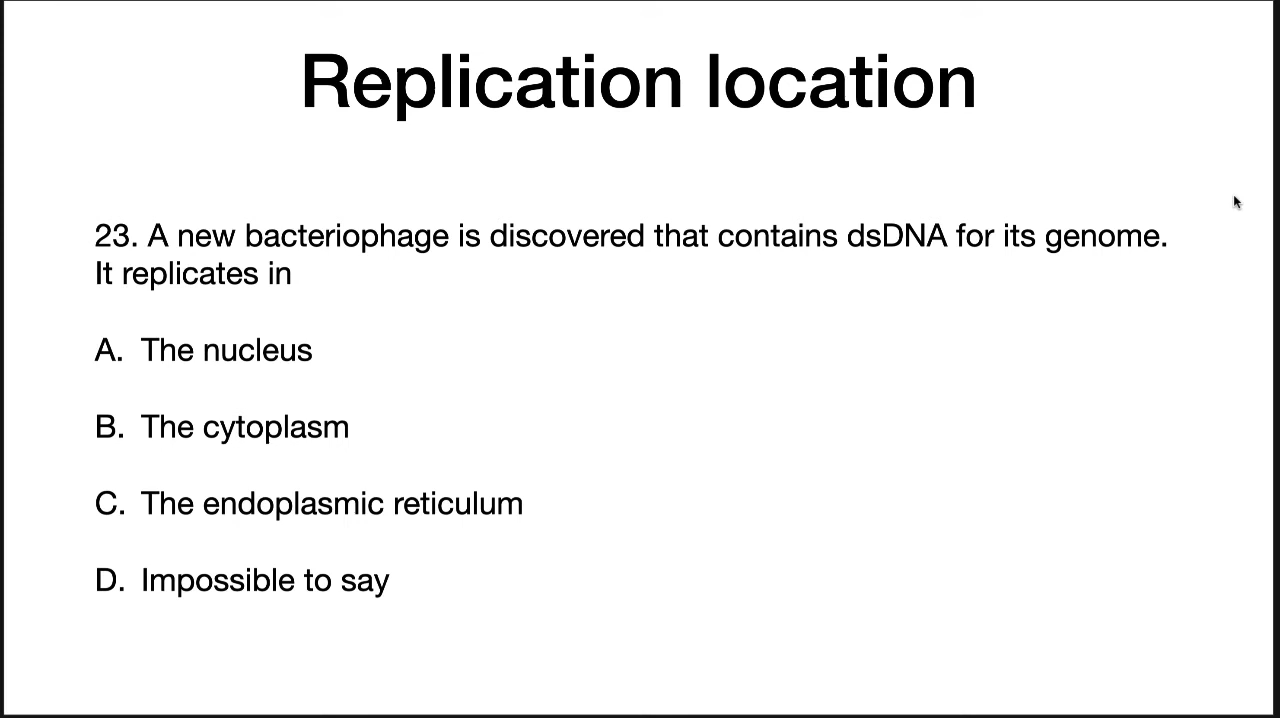 Replication location
23. A new bacteriophage is discovered that contains dsDNA for its genome.
It replicates in
A. The nucleus
B. The cytoplasm
C. The endoplasmic reticulum
D. Impossible to say